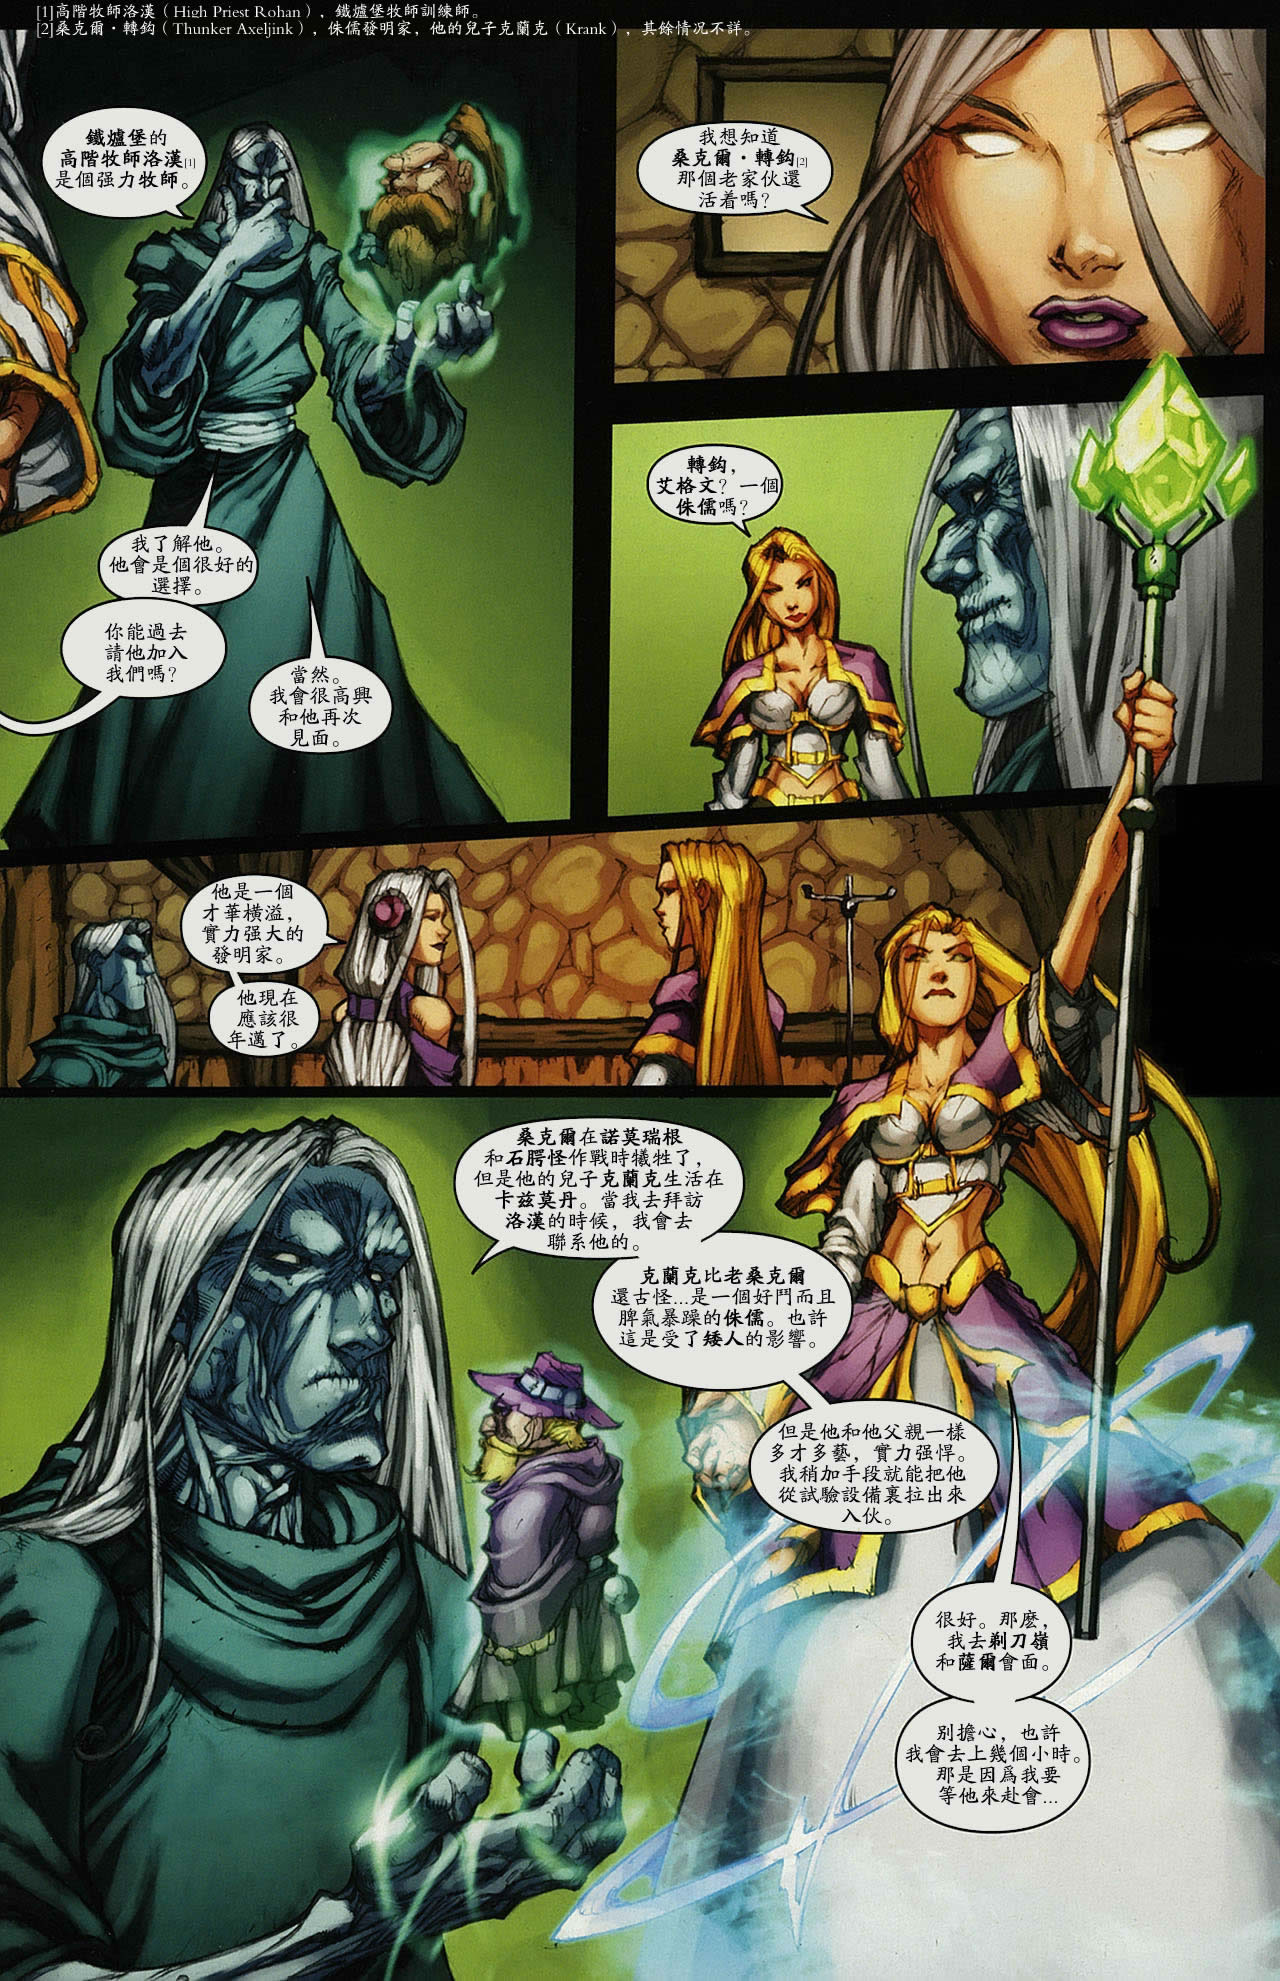 [1]高階牧師洛漢（High Priest Rohan），鐵爐堡牧師訓練師。
[2]桑克爾·轉鈎（Thunker Axeljink），侏儒發明家，他的兒子克蘭克（Krank），其餘情况不詳。
鐵爐堡的
高階牧師洛漢[1]
是個强力牧師。
我了解他。
他會是個很好的
選擇。
你能過去
請他加入
我們嗎？
當然。
我會很高興
和他再次
見面。
我想知道
桑克爾·轉鈎[2]
那個老家伙還
活着嗎？
轉鈎，
艾格文？一個
侏儒嗎？
他是一個
才華橫溢，
實力强大的
發明家。
他現在
應該很
年邁了。
桑克爾在諾莫瑞根
和石腭怪作戰時犧牲了，
但是他的兒子克蘭克生活在
卡兹莫丹。當我去拜訪
洛漢的時候，我會去
聯系他的。
克蘭克比老桑克爾
還古怪...是一個好鬥而且
脾氣暴躁的侏儒。也許
這是受了矮人的影響。
但是他和他父親一樣
多才多藝，實力强悍。
我稍加手段就能把他
從試驗設備裏拉出來
入伙。
很好。那麽，
我去剃刀嶺
和薩爾會面。
别擔心，也許
我會去上幾個小時。
那是因爲我要
等他來赴會...